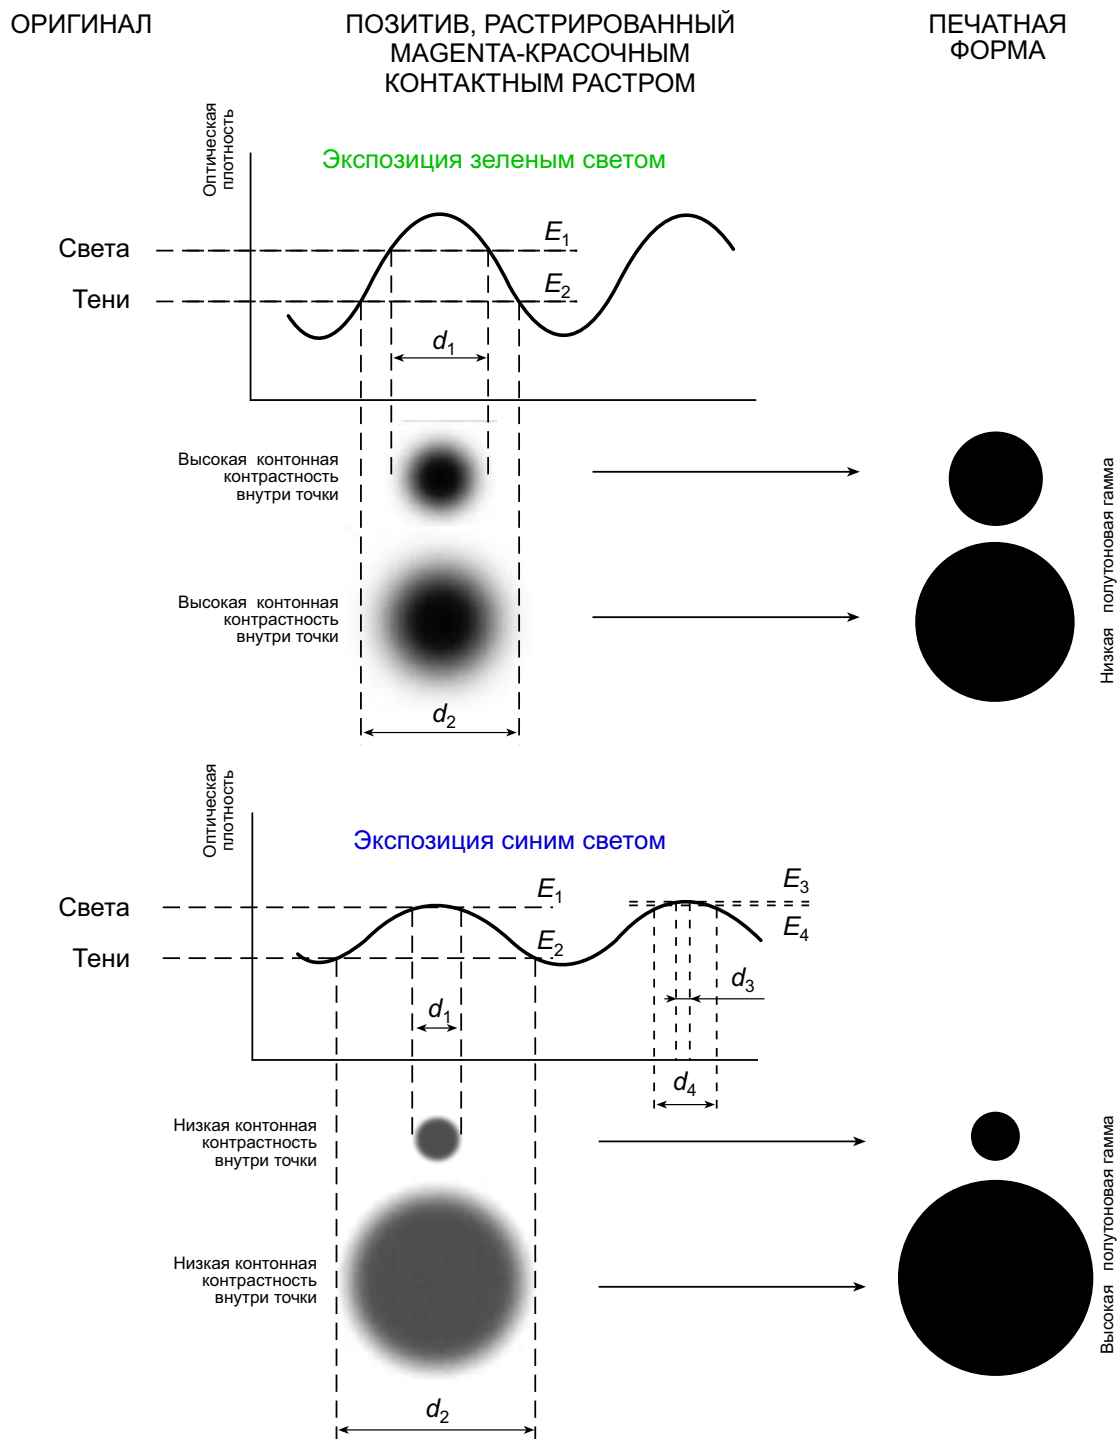 ОРИГИНАЛ
ПОЗИТИВ, РАСТРИРОВАННЫЙ
MAGENTA-КРАСОЧНЫМ
КОНТАКТНЫМ РАСТРОМ
ПЕЧАТНАЯ
ФОРМА
Оптическая
плотность
Экспозиция зеленым светом
Света
E1
Тени
E2
d1
Высокая контонная
контрастность
внутри точки
Высокая контонная
контрастность
внутри точки
Низкая полутоновая гамма
d2
Оптическая
плотность
Экспозиция синим светом
Света
E1
E3
Тени
E2
E4
d3
d1
d4
Низкая контонная
контрастность
внутри точки
Низкая контонная
контрастность
внутри точки
Высокая полутоновая гамма
d2